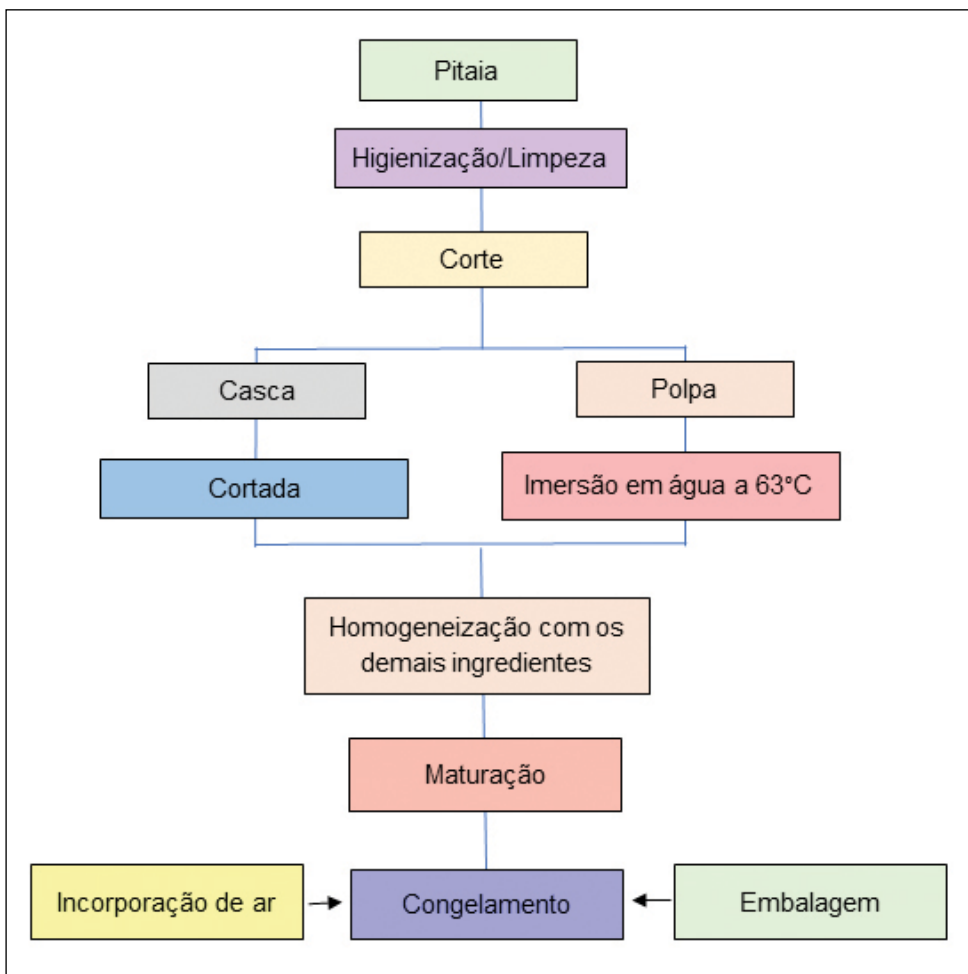 Pitaia
Higienização/Limpeza
Corte
Casca
Polpa
Cortada
Imersão em água a 63°C
Homogeneização com os
demais ingredientes
Maturação
Incorporação de ar
Congelamento
Embalagem